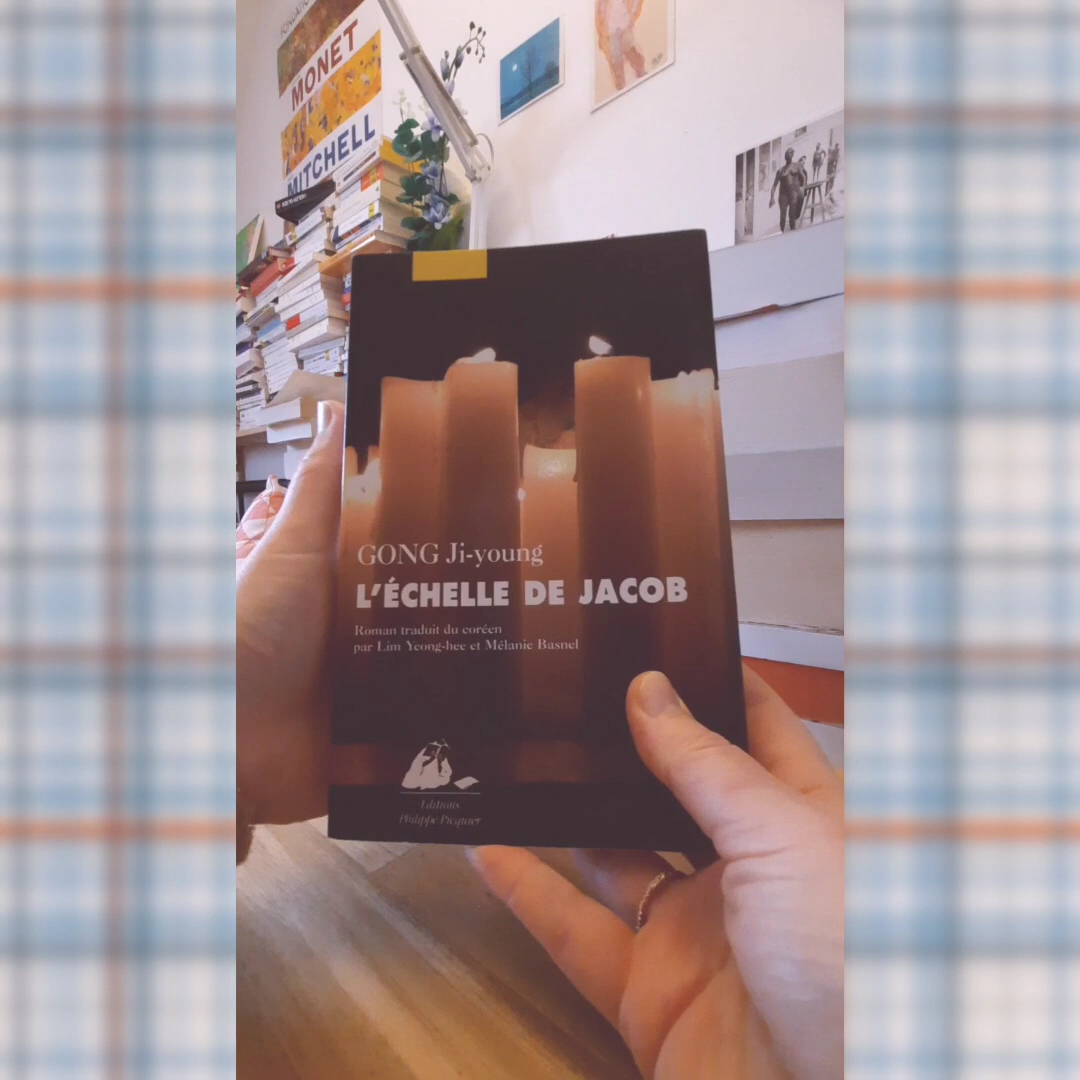 MONET
MITCHELL
GONG Ji-young
L'ÉCHELLE DE JACOB
Roman traduit du coréen
par Lim Yeong-hee et Mélanie Basnel
Editions
Philippe Picquier